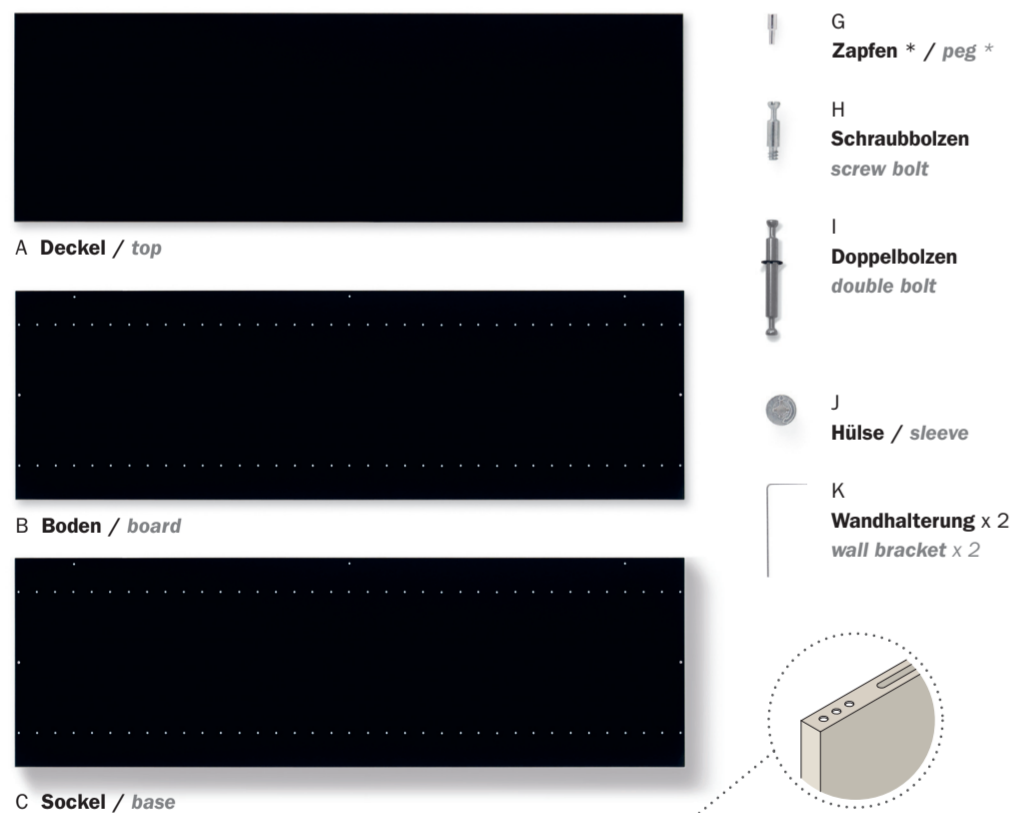 A Deckel / top
B Boden / board
C Sockel / base
G
Zapfen * / peg *
H
Schraubbolzen
screw bolt
I
Doppelbolzen
double bolt
J
Hülse / sleeve
K
Wandhalterung x 2
wall bracket x 2